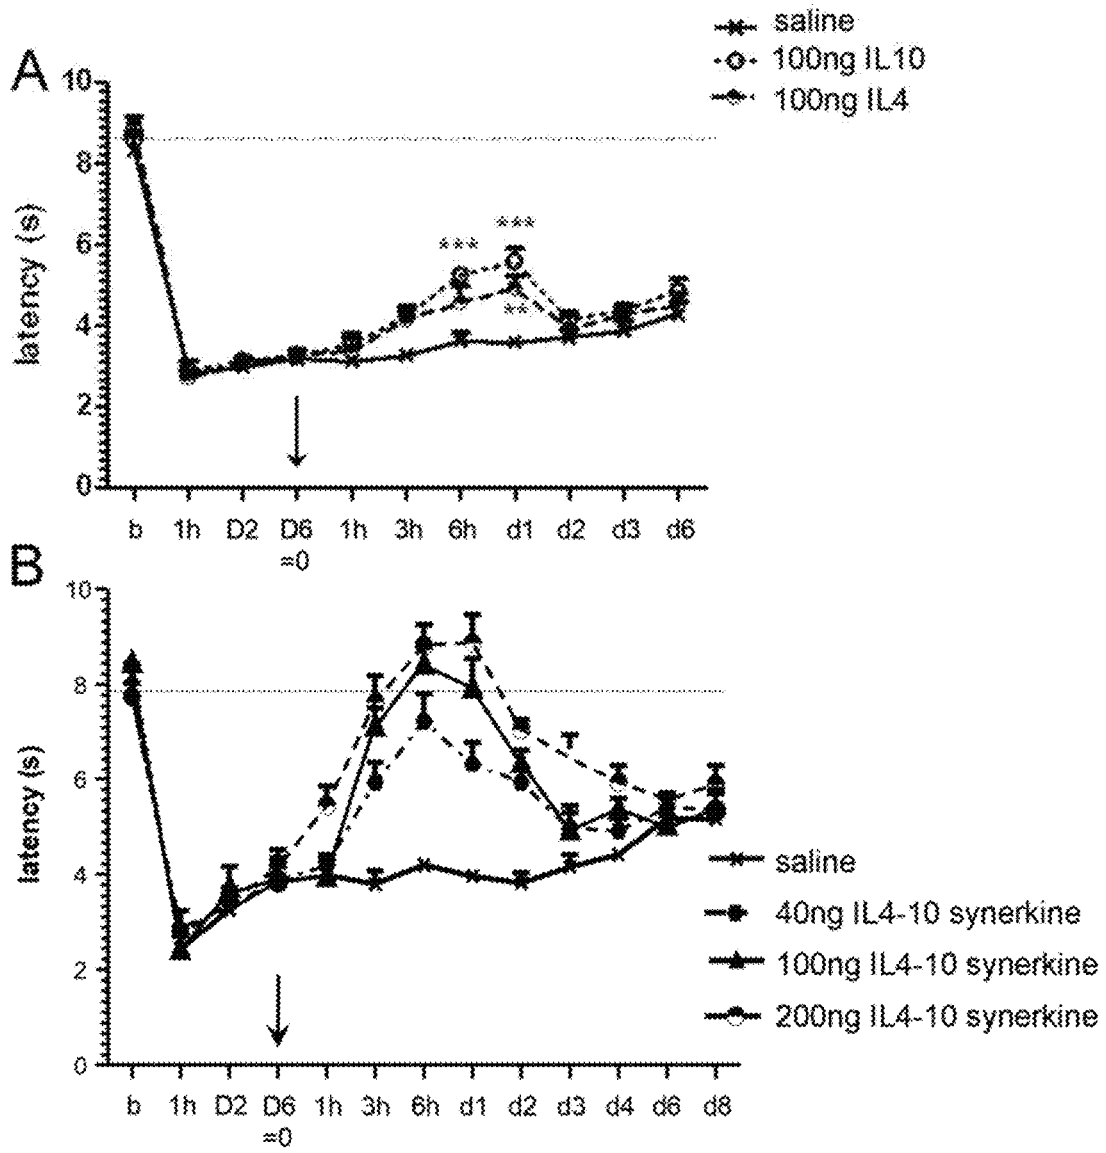 saline
100ng IL10
100ng IL4
A
10
8
6
4
2
0
latency (s)
***
***
**
b 1h D2 D6 1h 3h 6h d1 d2 d3 d6
=0
B
10
8
6
4
2
0
latency (s)
saline
40ng IL4-10 synerkine
100ng IL4-10 synerkine
200ng IL4-10 synerkine
b 1h D2 D6 1h 3h 6h d1 d2 d3 d4 d6 d8
=0